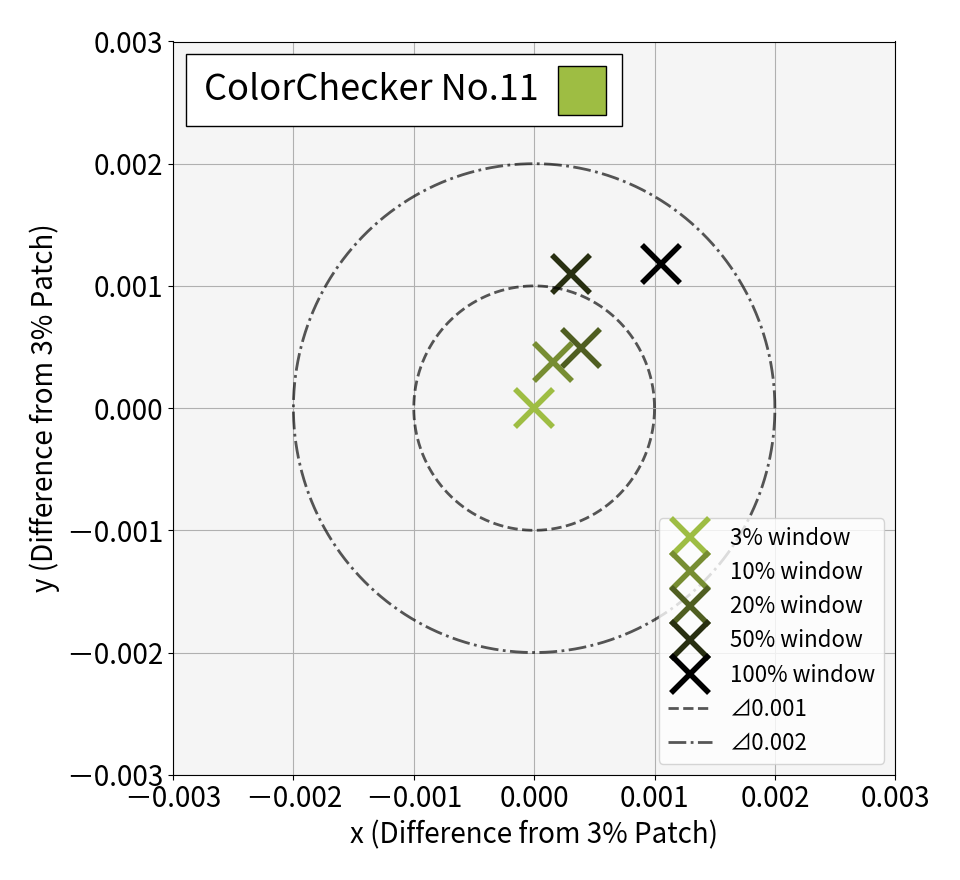 ColorChecker No.11
0.003
0.002
0.001
0.000
−0.001
−0.002
−0.003
y (Difference from 3% Patch)
3% window
10% window
20% window
50% window
100% window
⊿0.001
⊿0.002
−0.003 −0.002 −0.001 0.000 0.001 0.002 0.003
x (Difference from 3% Patch)